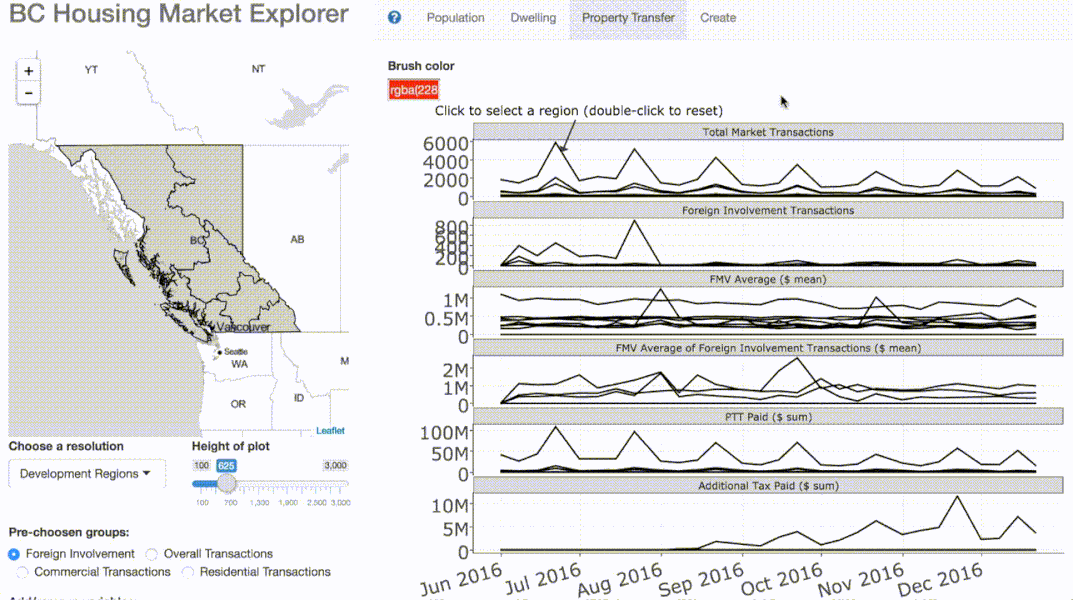 BC Housing Market Explorer
? Population Dwelling Property Transfer Create
Brush color
rgba(228
Click to select a region (double-click to reset)
+
−
YT
NT
BC
AB
Vancouver
Seattle
WA
M
OR
ID
Leaflet
Total Market Transactions
6000
4000
2000
0
Foreign Involvement Transactions
800
600
400
200
0
FMV Average ($ mean)
1M
0.5M
0
FMV Average of Foreign Involvement Transactions ($ mean)
2M
1M
0
PTT Paid ($ sum)
100M
50M
0
Additional Tax Paid ($ sum)
10M
5M
0
Jun 2016 Jul 2016 Aug 2016 Sep 2016 Oct 2016 Nov 2016 Dec 2016
Choose a resolution
Development Regions
Height of plot
100 625 3,000
100 700 1,300 1,900 2,500 3,000
Pre-choosen groups:
Foreign Involvement Overall Transactions
Commercial Transactions Residential Transactions